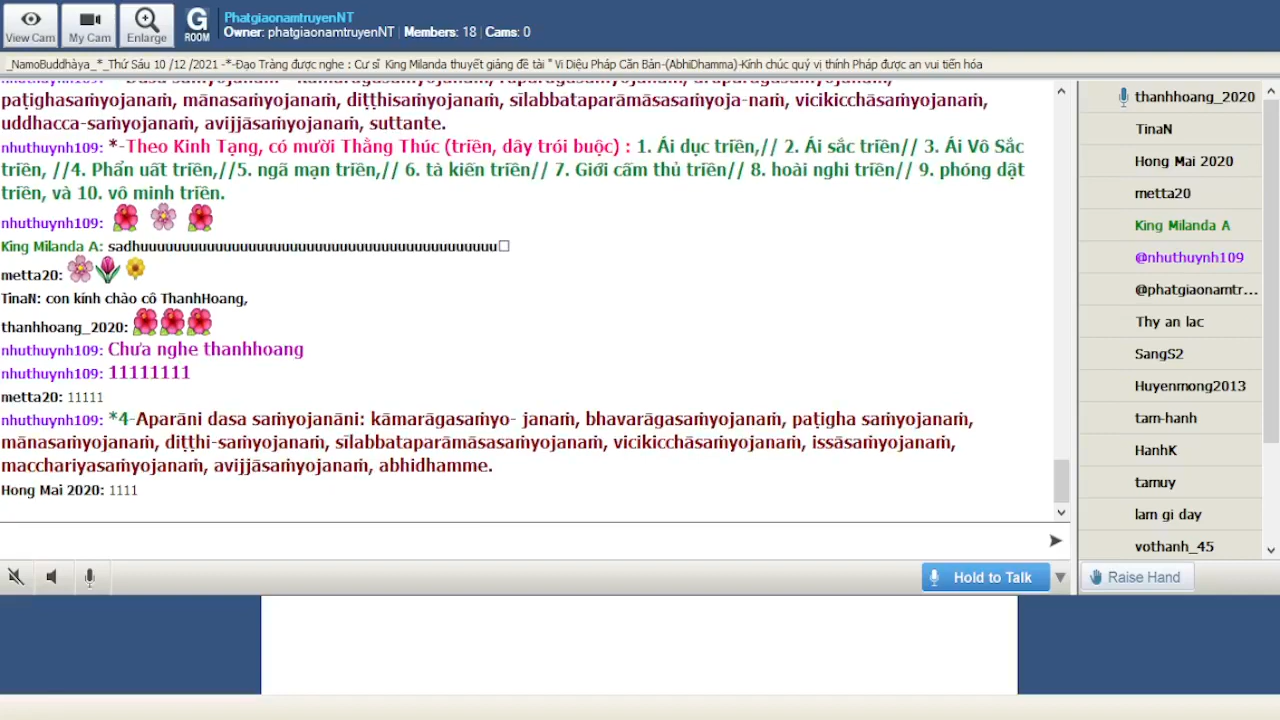 View Cam
My Cam
Enlarge
G
ROOM
PhatgiaonamtruyenNT
Owner: phatgiaonamtruyenNT | Members: 18 | Cams: 0
_NamoBuddhàya_*_Thứ Sáu 10 /12 /2021 -*-Đạo Tràng được nghe : Cư sĩ King Milanda thuyết giảng đề tài " Vi Diệu Pháp Căn Bản-(AbhiDhamma)-Kính chúc quý vị thính Pháp được an vui tiến hóa
paṭighasaṁyojanaṁ, mānasaṁyojanaṁ, diṭṭhisaṁyojanaṁ, sīlabbataparāmāsasaṁyoja-naṁ, vicikicchāsaṁyojanaṁ,
uddhacca-saṁyojanaṁ, avijjāsaṁyojanaṁ, suttante.
nhuthuynh109: *-Theo Kinh Tạng, có mười Thằng Thúc (triền, dây trói buộc) : 1. Ái dục triền,// 2. Ái sắc triền// 3. Ái Vô Sắc
triền, //4. Phẩn uất triền,//5. ngã mạn triền,// 6. tà kiến triền// 7. Giới cấm thủ triền// 8. hoài nghi triền// 9. phóng dật
triền, và 10. vô minh triền.
nhuthuynh109:
King Milanda A: sadhuuuuuuuuuuuuuuuuuuuuuuuuuuuuuuuuuuuuuuuuuuu
metta20:
TinaN: con kính chào cô ThanhHoang,
thanhhoang_2020:
nhuthuynh109: Chưa nghe thanhhoang
nhuthuynh109: 11111111
metta20: 11111
nhuthuynh109: *4-Aparāni dasa saṁyojanāni: kāmarāgasaṁyo- janaṁ, bhavarāgasaṁyojanaṁ, paṭigha saṁyojanaṁ,
mānasaṁyojanaṁ, diṭṭhi-saṁyojanaṁ, sīlabbataparāmāsasaṁyojanaṁ, vicikicchāsaṁyojanaṁ, issāsaṁyojanaṁ,
macchariyasaṁyojanaṁ, avijjāsaṁyojanaṁ, abhidhamme.
Hong Mai 2020: 1111
thanhhoang_2020
TinaN
Hong Mai 2020
metta20
King Milanda A
@nhuthuynh109
@phatgiaonamtr...
Thy an lac
SangS2
Huyenmong2013
tam-hanh
HanhK
tamuy
lam gi day
vothanh_45
Hold to Talk
Raise Hand